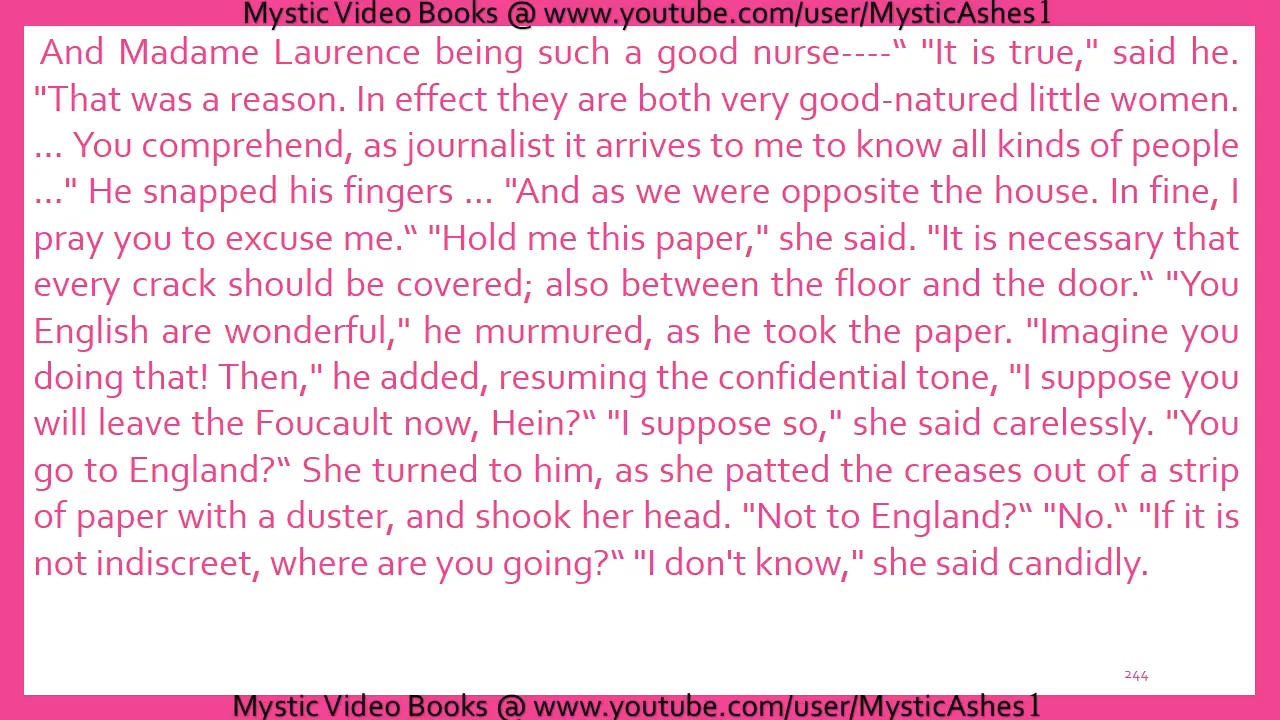 Mystic Video Books @ www.youtube.com/user/MysticAshes1
And Madame Laurence being such a good nurse----“ "It is true," said he.
"That was a reason. In effect they are both very good-natured little women.
... You comprehend, as journalist it arrives to me to know all kinds of people
..." He snapped his fingers ... "And as we were opposite the house. In fine, I
pray you to excuse me.“ "Hold me this paper," she said. "It is necessary that
every crack should be covered; also between the floor and the door.“ "You
English are wonderful," he murmured, as he took the paper. "Imagine you
doing that! Then," he added, resuming the confidential tone, "I suppose you
will leave the Foucault now, Hein?“ "I suppose so," she said carelessly. "You
go to England?“ She turned to him, as she patted the creases out of a strip
of paper with a duster, and shook her head. "Not to England?“ "No.“ "If it is
not indiscreet, where are you going?“ "I don't know," she said candidly.
244
Mystic Video Books @ www.youtube.com/user/MysticAshes1